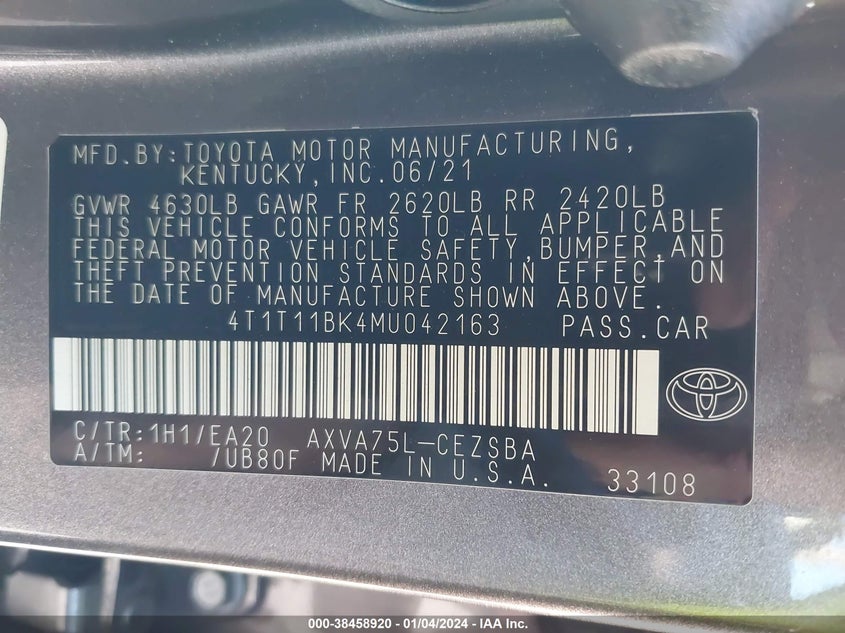 MFD.BY:TOYOTA MOTOR MANUFACTURING,
KENTUCKY,INC.06/21
GVWR 4630LB GAWR FR 2620LB RR 2420LB
THIS VEHICLE CONFORMS TO ALL APPLICABLE
FEDERAL MOTOR VEHICLE SAFETY,BUMPER,AND
THEFT PREVENTION STANDARDS IN EFFECT ON
THE DATE OF MANUFACTURE SHOWN ABOVE.
4T1T11BK4MU042163 PASS.CAR
C/TR:1H1/EA20 AXVA75L-CEZSBA
A/TM: /UB80F MADE IN U.S.A. 33108
000-38458920 - 01/04/2024 - IAA Inc.